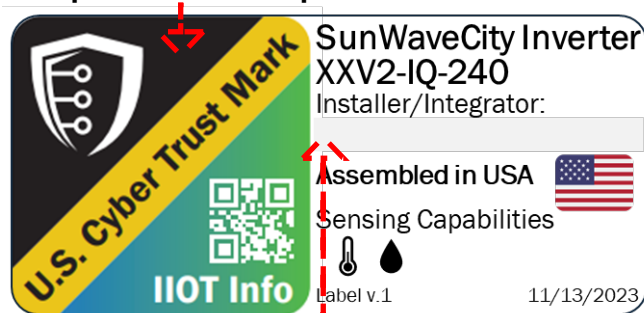 U.S. Cyber Trust Mark
IIOT Info
SunWaveCity Inverter
XXV2-IQ-240
Installer/Integrator:
Assembled in USA
Sensing Capabilities
Label v.1
11/13/2023